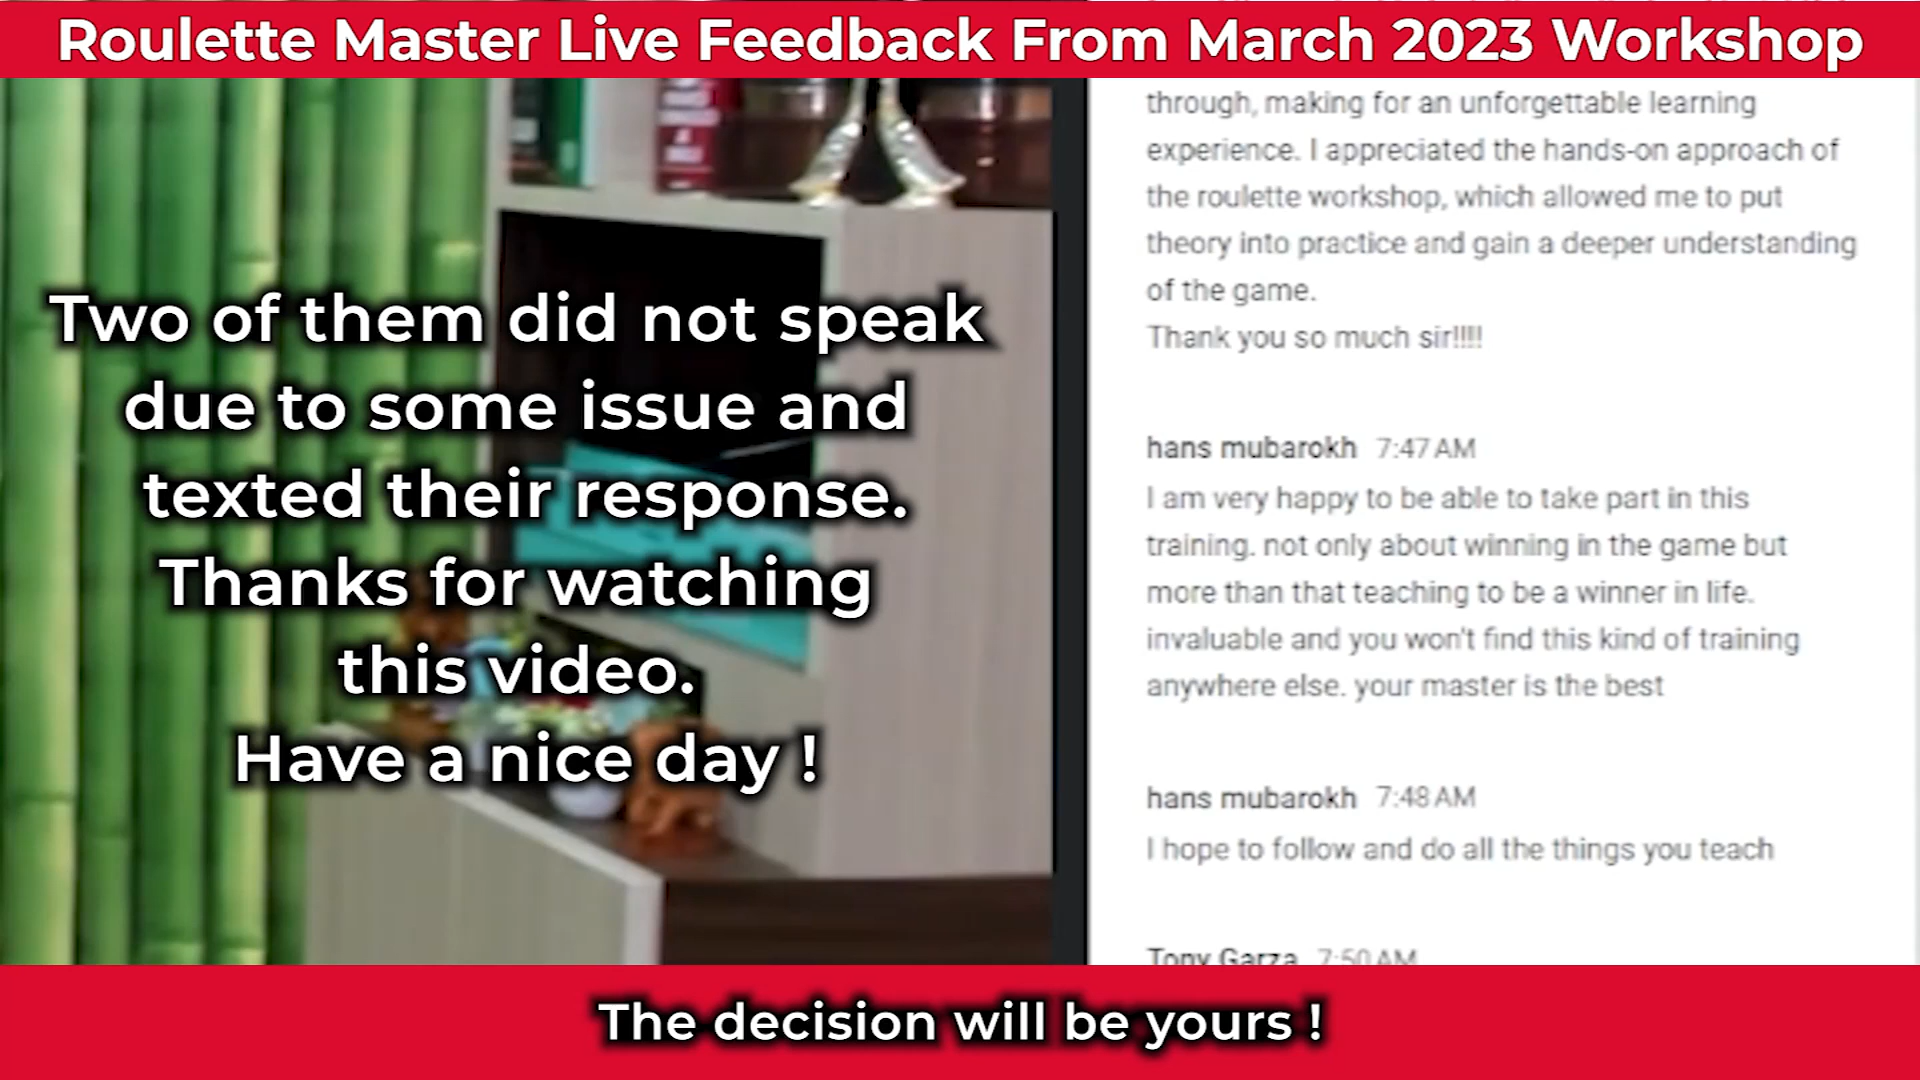 Roulette Master Live Feedback From March 2023 Workshop
through, making for an unforgettable learning
experience. I appreciated the hands-on approach of
the roulette workshop, which allowed me to put
theory into practice and gain a deeper understanding
of the game.
Thank you so much sir!!!!
hans mubarokh 7:47 AM
I am very happy to be able to take part in this
training. not only about winning in the game but
more than that teaching to be a winner in life.
invaluable and you won't find this kind of training
anywhere else. your master is the best
hans mubarokh 7:48 AM
I hope to follow and do all the things you teach
Tony Garza 7:50 AM
Two of them did not speak
due to some issue and
texted their response.
Thanks for watching
this video.
Have a nice day !
The decision will be yours !